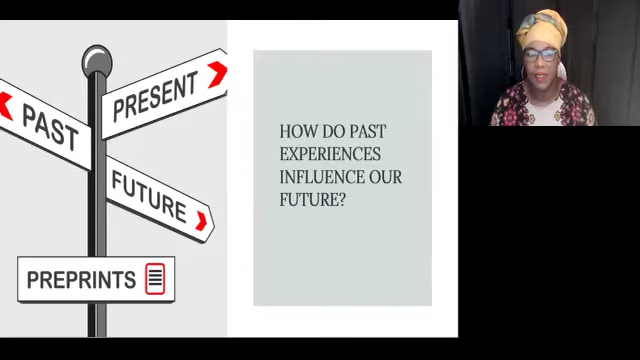 PRESENT
PAST
FUTURE
PREPRINTS
HOW DO PAST
EXPERIENCES
INFLUENCE OUR
FUTURE?